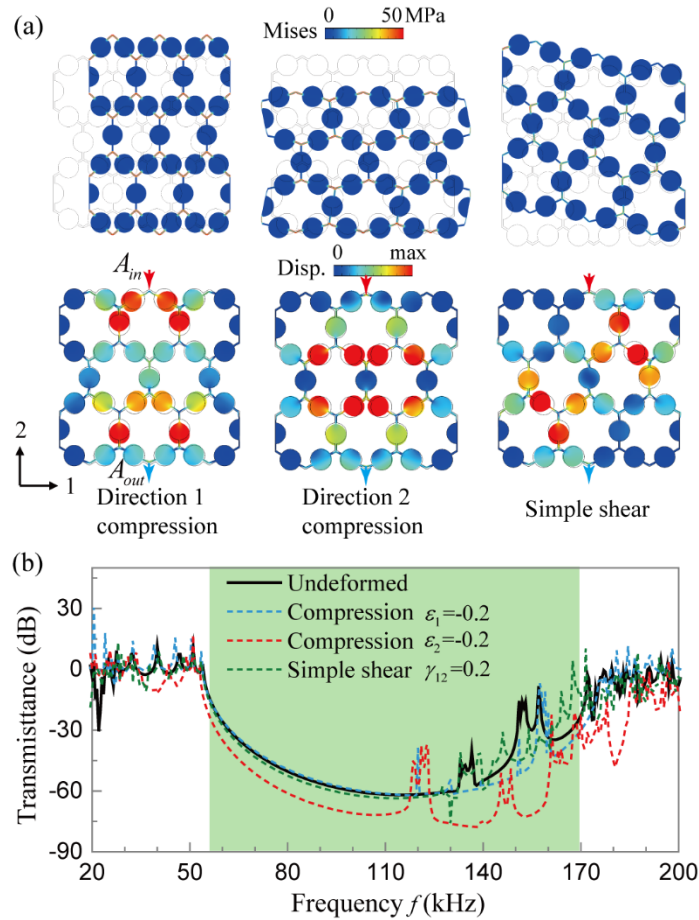 (a)
Mises 0 50 MPa
Disp. 0 max
A_in
A_out
2
1
Direction 1
compression
Direction 2
compression
Simple shear
(b)
Undeformed
Compression ε₁=-0.2
Compression ε₂=-0.2
Simple shear γ₁₂=0.2
Transmisttance (dB)
30
0
-30
-60
-90
20 50 80 110 140 170 200
Frequency f (kHz)